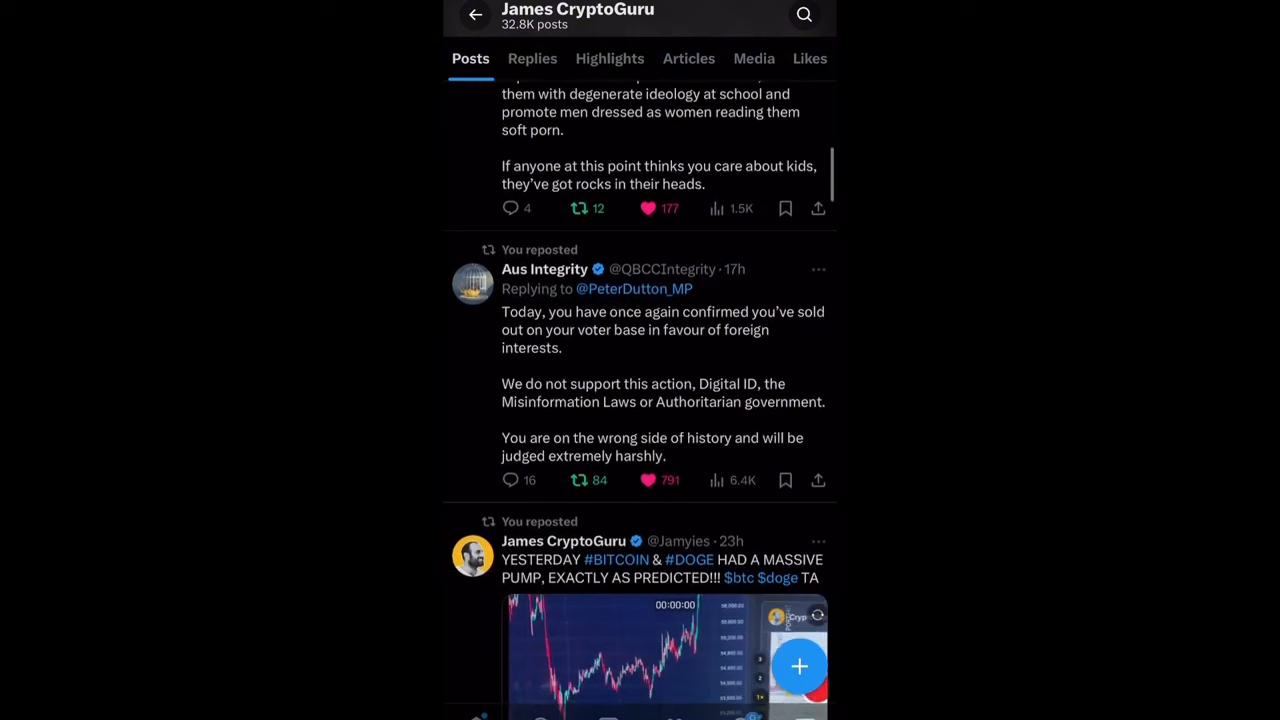 James CryptoGuru
32.8K posts
Posts Replies Highlights Articles Media Likes
them with degenerate ideology at school and
promote men dressed as women reading them
soft porn.
If anyone at this point thinks you care about kids,
they've got rocks in their heads.
4 12 177 1.5K
You reposted
Aus Integrity @QBCCIntegrity · 17h
Replying to @PeterDutton_MP
Today, you have once again confirmed you've sold
out on your voter base in favour of foreign
interests.
We do not support this action, Digital ID, the
Misinformation Laws or Authoritarian government.
You are on the wrong side of history and will be
judged extremely harshly.
16 84 791 6.4K
You reposted
James CryptoGuru @Jamyies · 23h
YESTERDAY #BITCOIN & #DOGE HAD A MASSIVE
PUMP, EXACTLY AS PREDICTED!!! $btc $doge TA
00:00:00
Cryp